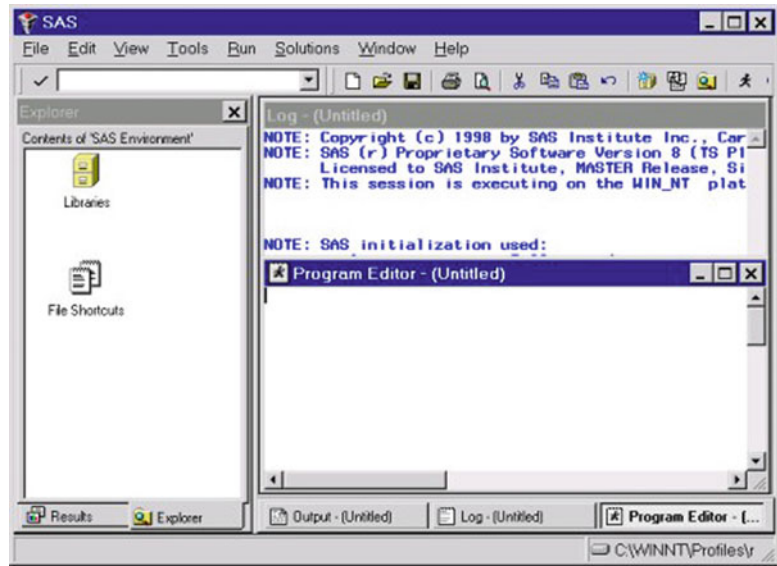 SAS
File Edit View Tools Run Solutions Window Help
Explorer
Contents of 'SAS Environment'
Libraries
File Shortcuts
Log - (Untitled)
NOTE: Copyright (c) 1998 by SAS Institute Inc., Car
NOTE: SAS (r) Proprietary Software Version 8 (TS P1
Licensed to SAS Institute, MASTER Release, Si
NOTE: This session is executing on the WIN_NT plat
NOTE: SAS initialization used:
Program Editor - (Untitled)
Results Explorer
Output - (Untitled) Log - (Untitled) Program Editor - (...
C:\WINNT\Profiles\r